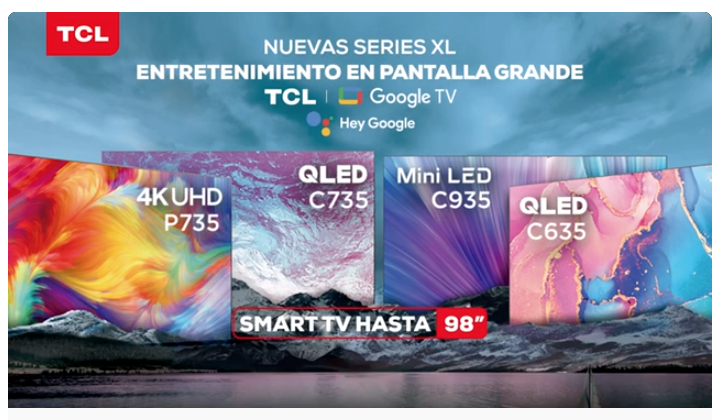 TCL
NUEVAS SERIES XL
ENTRETENIMIENTO EN PANTALLA GRANDE
TCL | Google TV
Hey Google
4K UHD
P735
QLED
C735
Mini LED
C935
QLED
C635
SMART TV HASTA 98”